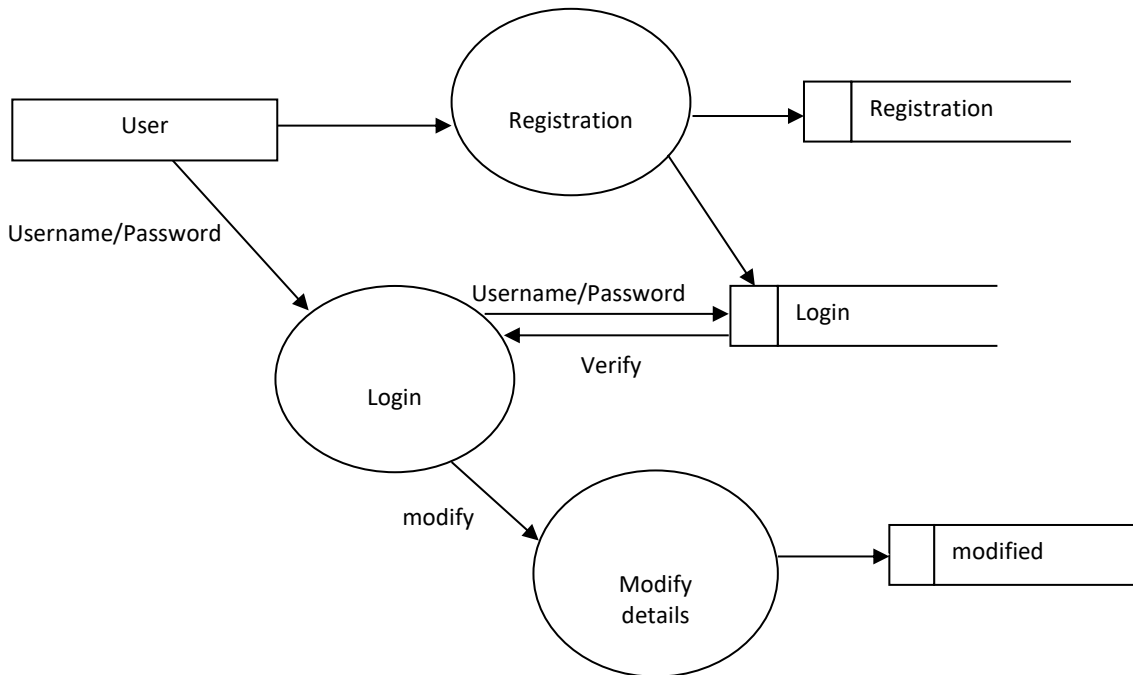 User
Registration
Registration
Username/Password
Username/Password
Login
Verify
Login
modify
modified
Modify
details